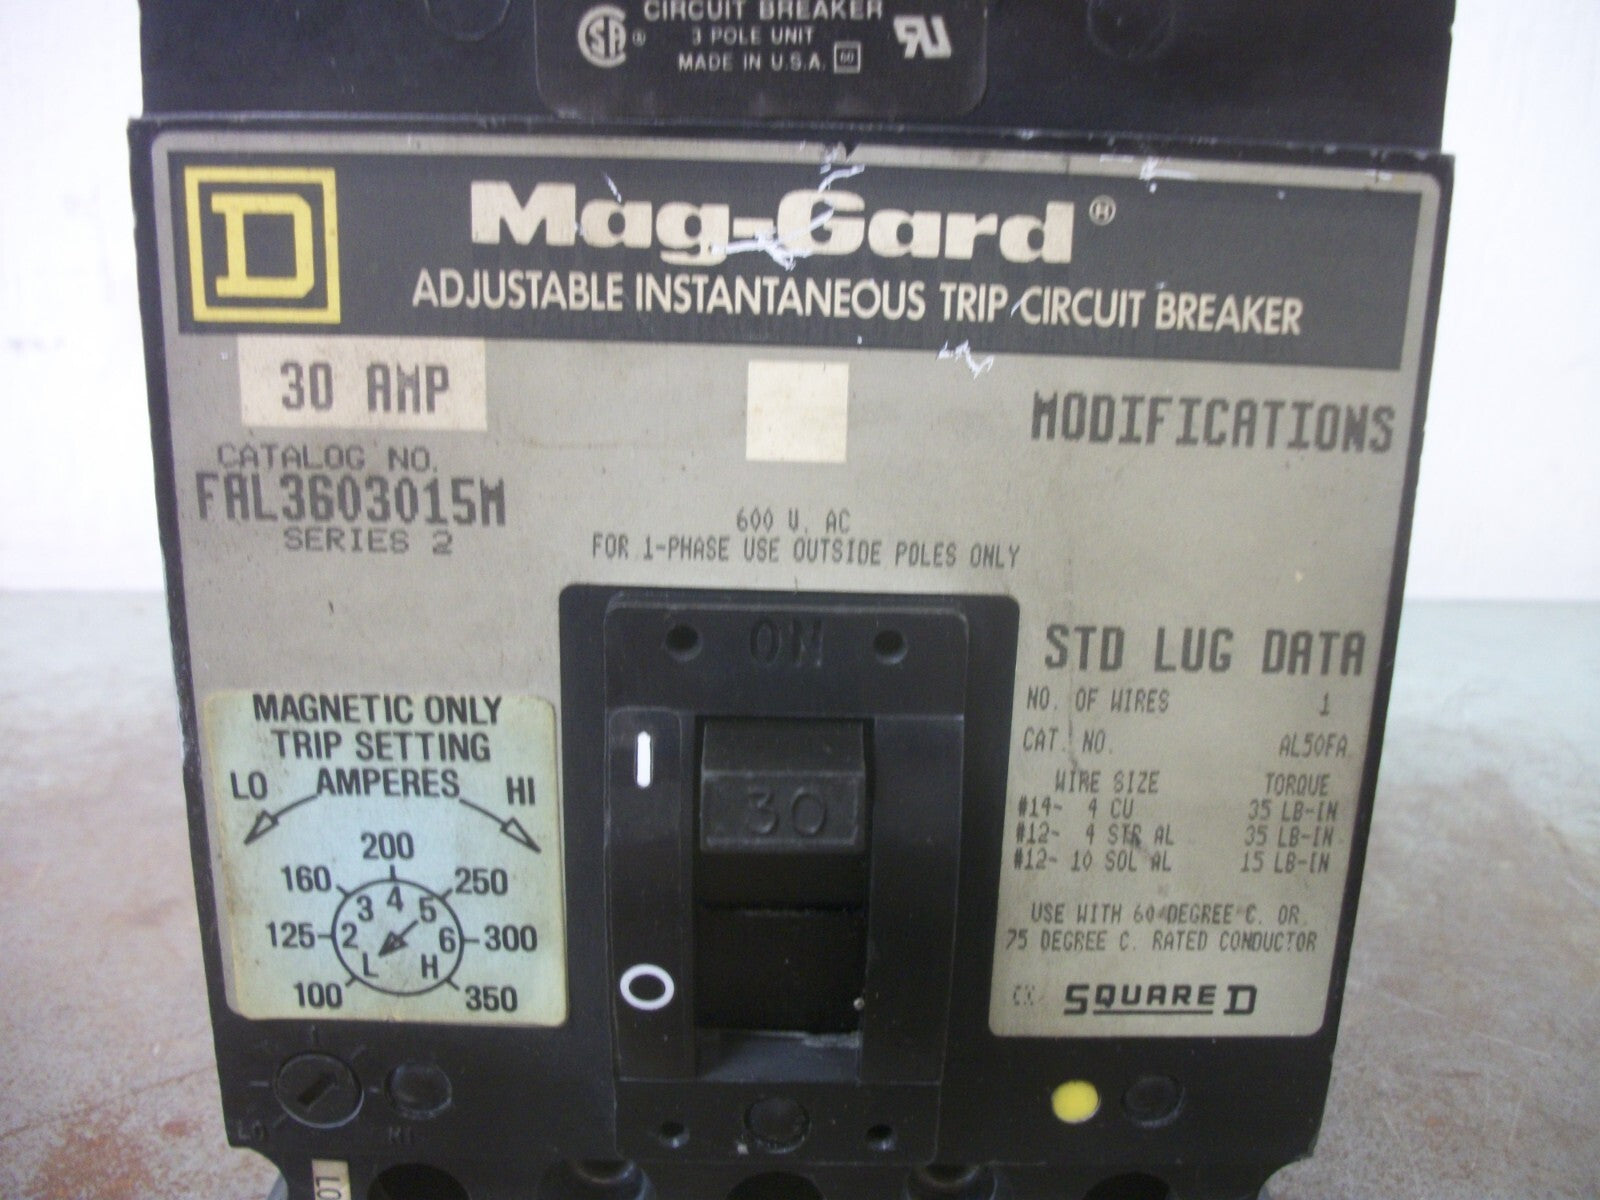 CIRCUIT BREAKER
3 POLE UNIT
MADE IN U.S.A.
D
Mag-Gard®
ADJUSTABLE INSTANTANEOUS TRIP CIRCUIT BREAKER
30 AMP
CATALOG NO.
FAL3603015M
SERIES 2
600 V. AC
FOR 1-PHASE USE OUTSIDE POLES ONLY
MODIFICATIONS
ON
30
STD LUG DATA
NO. OF WIRES 1
CAT. NO. AL50FA
WIRE SIZE TORQUE
#14- 4 CU 35 LB-IN
#12- 4 STR AL 35 LB-IN
#12- 10 SOL AL 15 LB-IN
USE WITH 60 DEGREE C. OR
75 DEGREE C. RATED CONDUCTOR
SQUARE D
MAGNETIC ONLY
TRIP SETTING
AMPERES
LO HI
200
160 250
3 4 5
125 2 6 300
L H
100 350
LO HI
LO